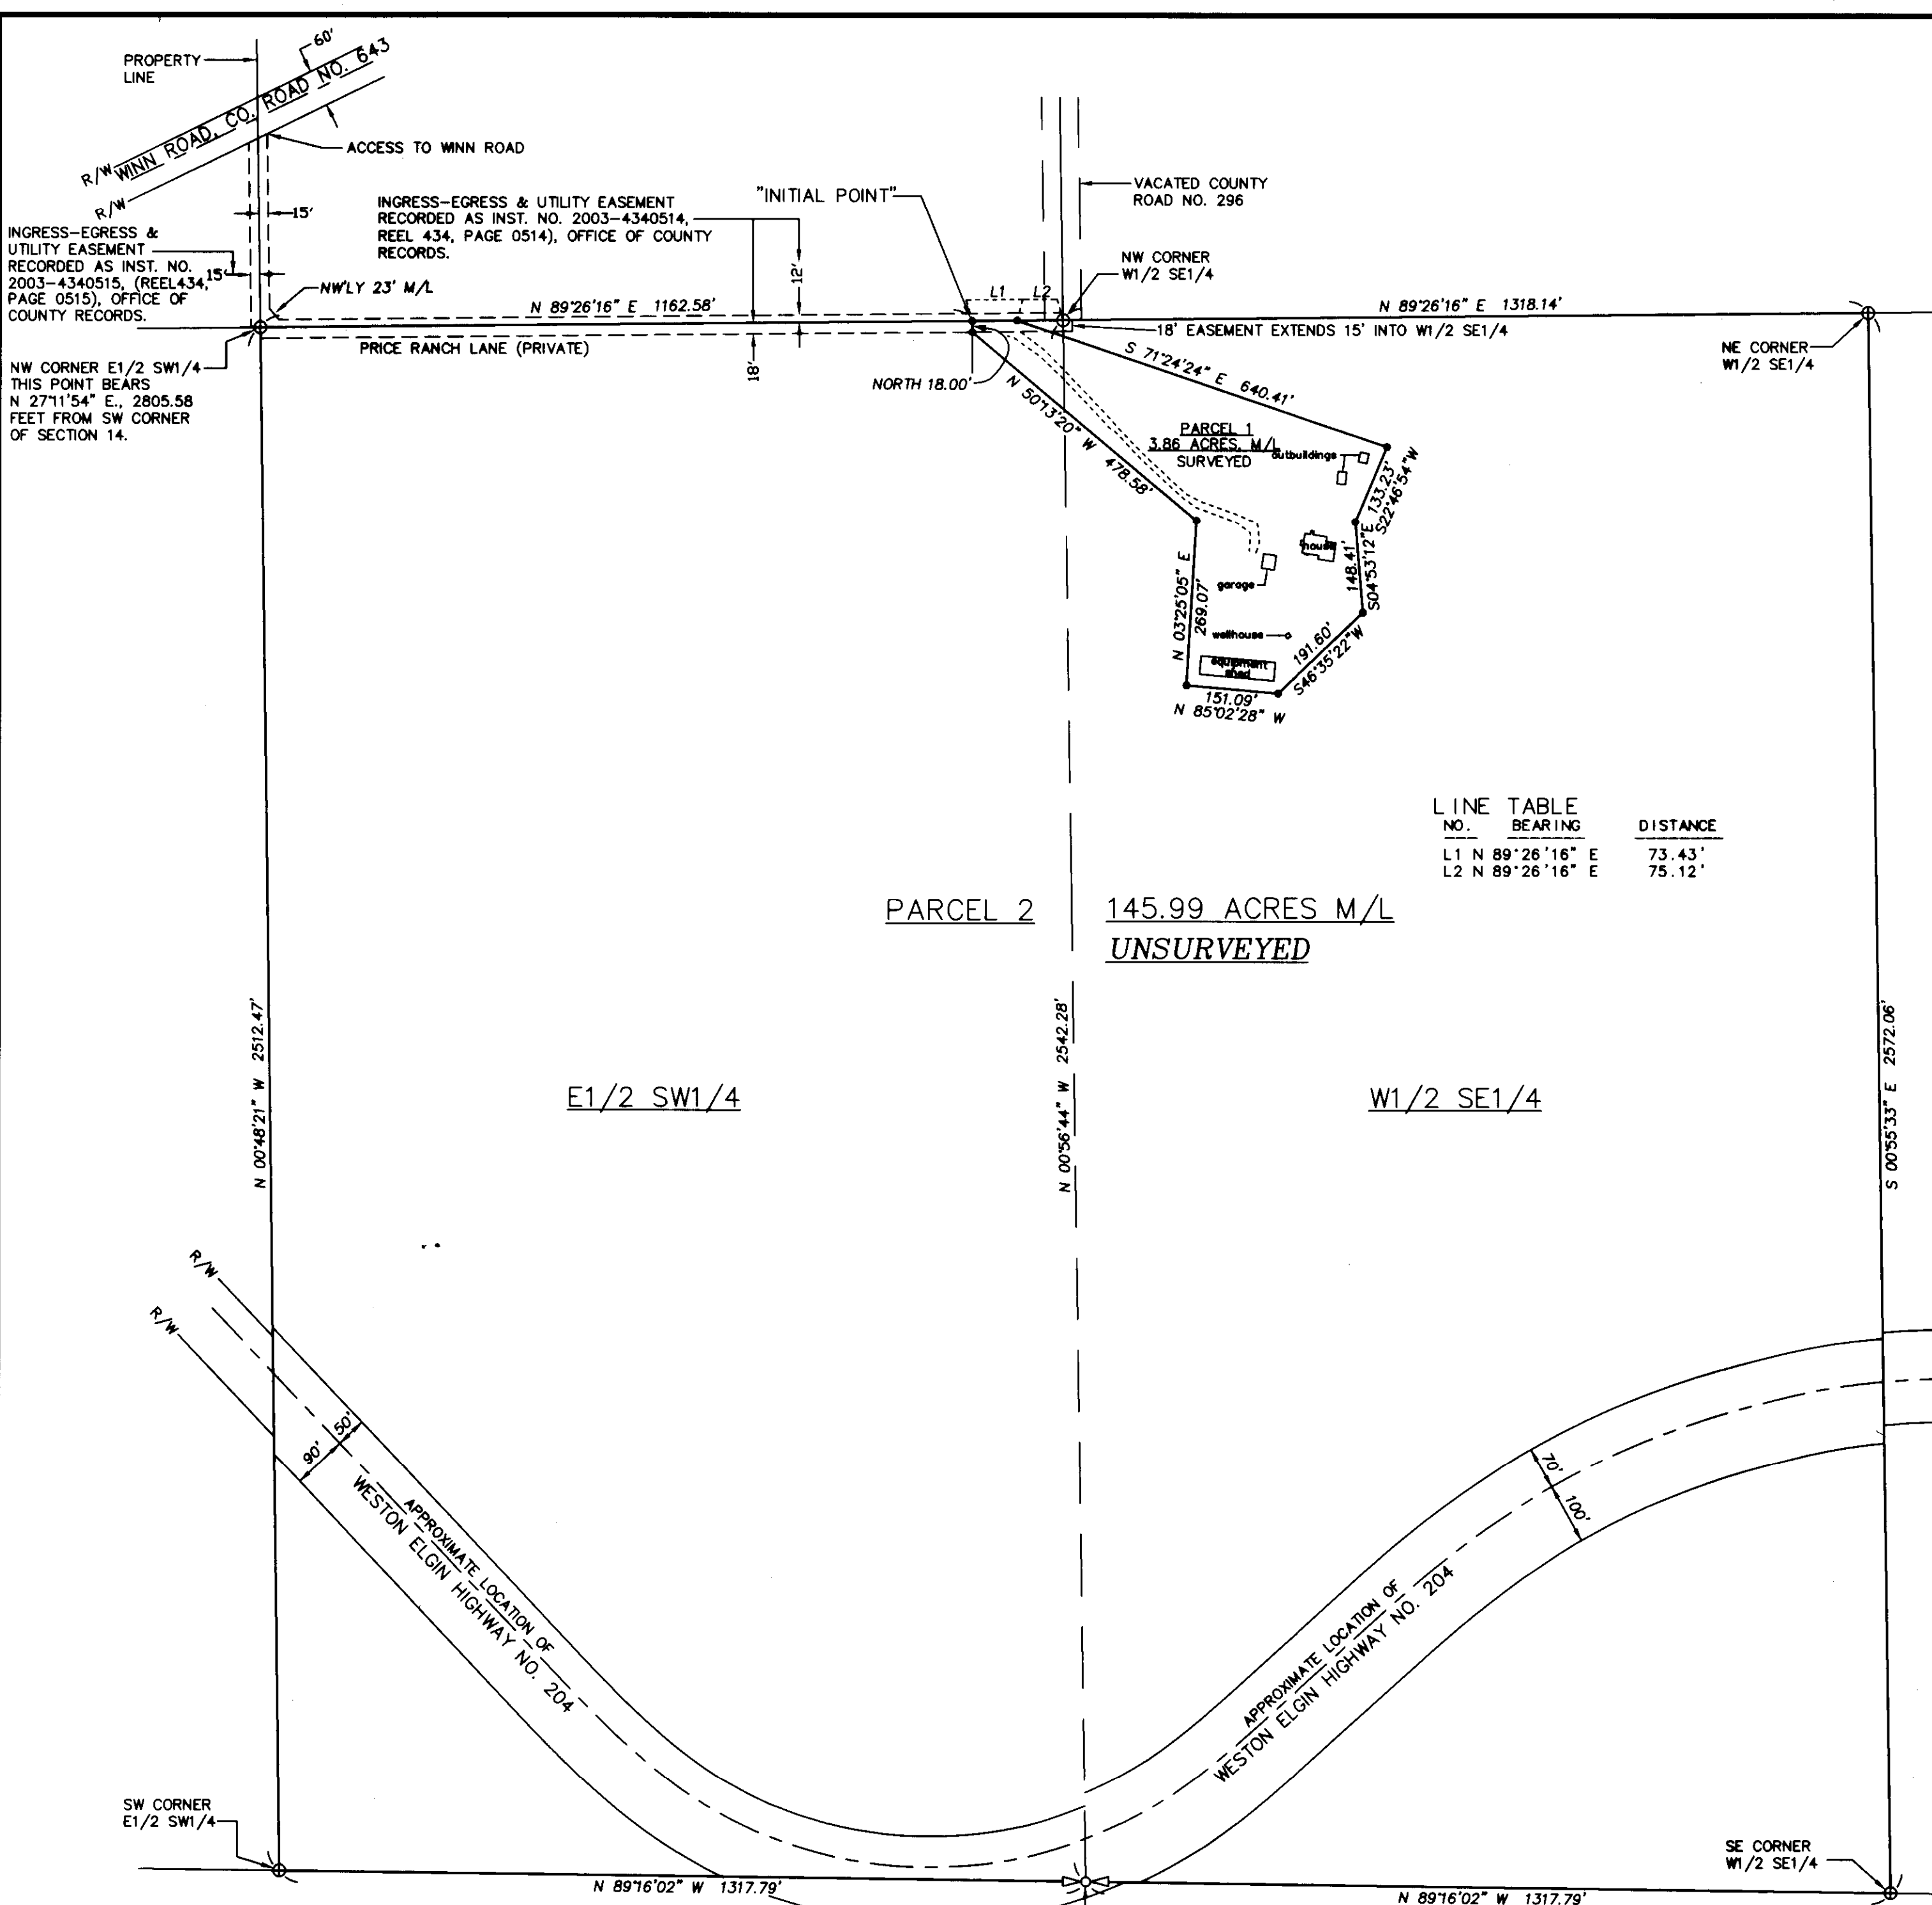 PROPERTY
LINE
60'
R/W
WINN ROAD, CO. ROAD NO. 643
R/W
ACCESS TO WINN ROAD
15'
INGRESS-EGRESS &
UTILITY EASEMENT
RECORDED AS INST. NO.
2003-4340515, (REEL434,
PAGE 0515), OFFICE OF
COUNTY RECORDS.
15'
INGRESS-EGRESS & UTILITY EASEMENT
RECORDED AS INST. NO. 2003-4340514,
REEL 434, PAGE 0514), OFFICE OF COUNTY
RECORDS.
"INITIAL POINT"
VACATED COUNTY
ROAD NO. 296
NW CORNER
W1/2 SE1/4
NW'LY 23' M/L
12'
L1
L2
N 89°26'16" E 1162.58'
N 89°26'16" E 1318.14'
18' EASEMENT EXTENDS 15' INTO W1/2 SE1/4
PRICE RANCH LANE (PRIVATE)
18'
NORTH 18.00'
NE CORNER
W1/2 SE1/4
NW CORNER E1/2 SW1/4
THIS POINT BEARS
N 27°11'54" E., 2805.58
FEET FROM SW CORNER
OF SECTION 14.
S 71°24'24" E 640.41'
N 50°13'20" W 478.58'
PARCEL 1
3.86 ACRES, M/L
SURVEYED
outbuildings
133.23'
S22°46'54"W
house
148.41'
S04°53'12"E
garage
N 03°25'05" E
269.07'
wellhouse
equipment
shed
191.60'
S46°35'22"W
151.09'
N 85°02'28" W
LINE TABLE
NO. BEARING DISTANCE
L1 N 89°26'16" E 73.43'
L2 N 89°26'16" E 75.12'
PARCEL 2 145.99 ACRES M/L
UNSURVEYED
N 00°48'21" W 2512.47'
N 00°56'44" W 2542.28'
S 00°55'33" E 2572.06'
E1/2 SW1/4
W1/2 SE1/4
R/W
R/W
50'
90'
APPROXIMATE LOCATION OF
WESTON ELGIN HIGHWAY NO. 204
70'
100'
APPROXIMATE LOCATION OF
WESTON ELGIN HIGHWAY NO. 204
SW CORNER
E1/2 SW1/4
SE CORNER
W1/2 SE1/4
N 89°16'02" W 1317.79'
N 89°16'02" W 1317.79'